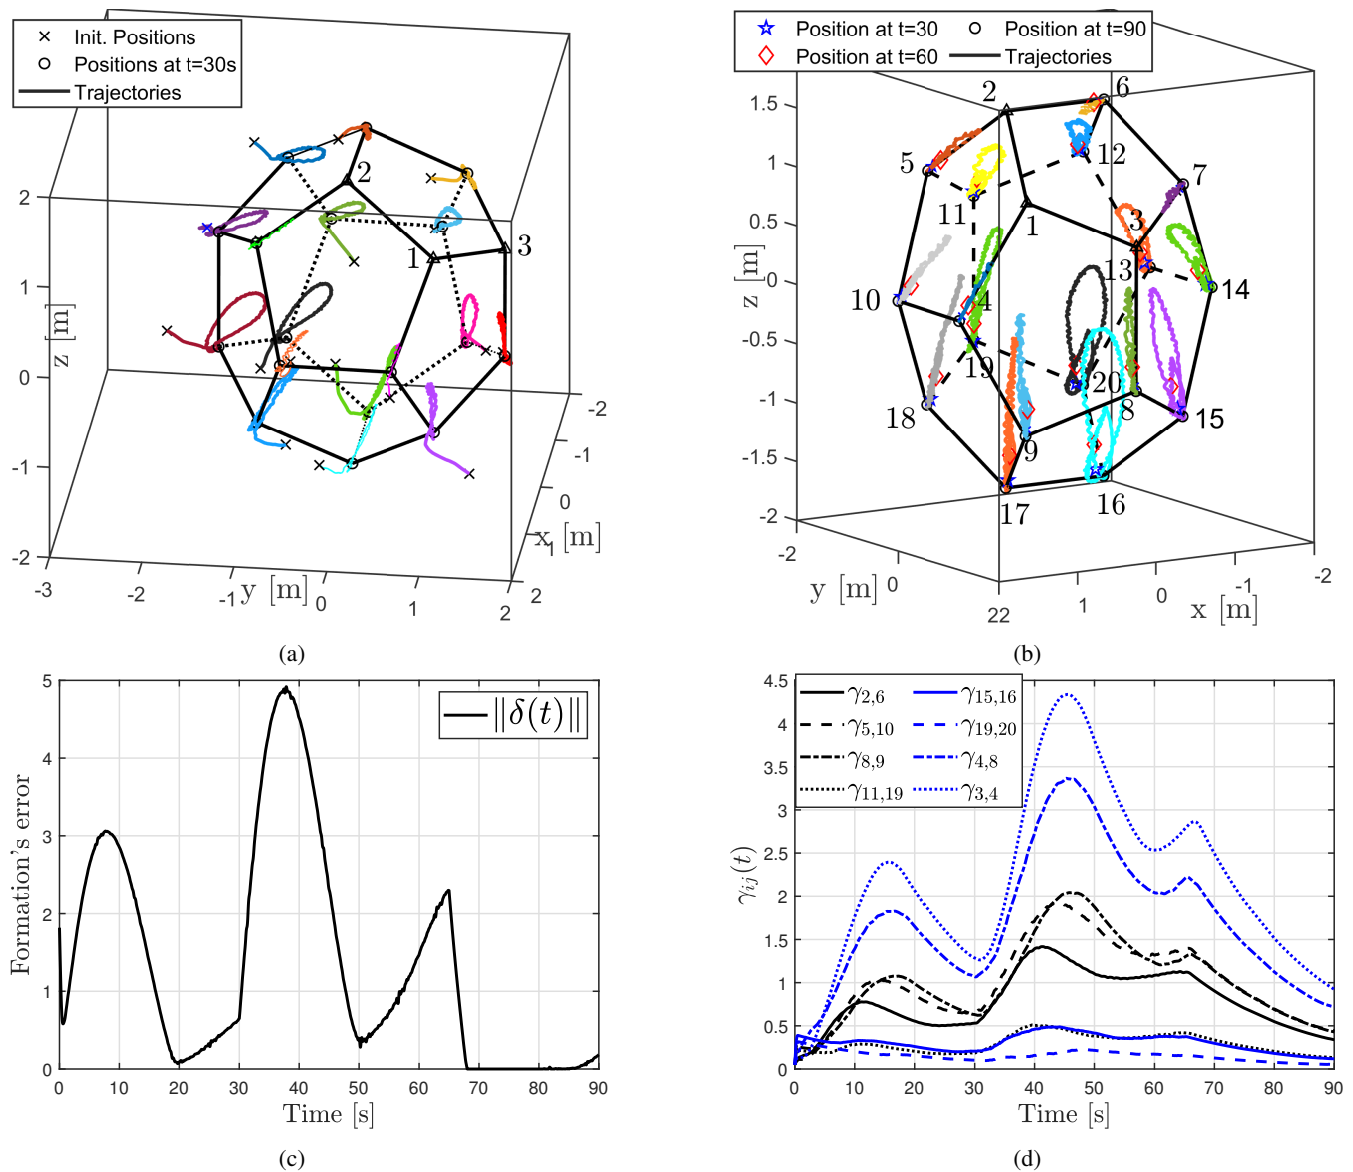 Init. Positions
Positions at t=30s
Trajectories
2
1
3
2
1
0
-1
-2
z [m]
-3
-2
-1
0
1
2
y [m]
-2
-1
0
1
2
x [m]
(a)
Position at t=30
Position at t=90
Position at t=60
Trajectories
2
6
5
12
7
11
1
3
13
10
4
14
19
20
18
8
15
9
17
16
1.5
1
0.5
0
-0.5
-1
-1.5
-2
z [m]
-2
0
22
y [m]
1
0
-1
-2
x [m]
(b)
5
4
3
2
1
0
Formation's error
‖δ(t)‖
0 10 20 30 40 50 60 70 80 90
Time [s]
(c)
4.5
4
3.5
3
2.5
2
1.5
1
0.5
0
γij(t)
γ2,6
γ15,16
γ5,10
γ19,20
γ8,9
γ4,8
γ11,19
γ3,4
0 10 20 30 40 50 60 70 80 90
Time [s]
(d)